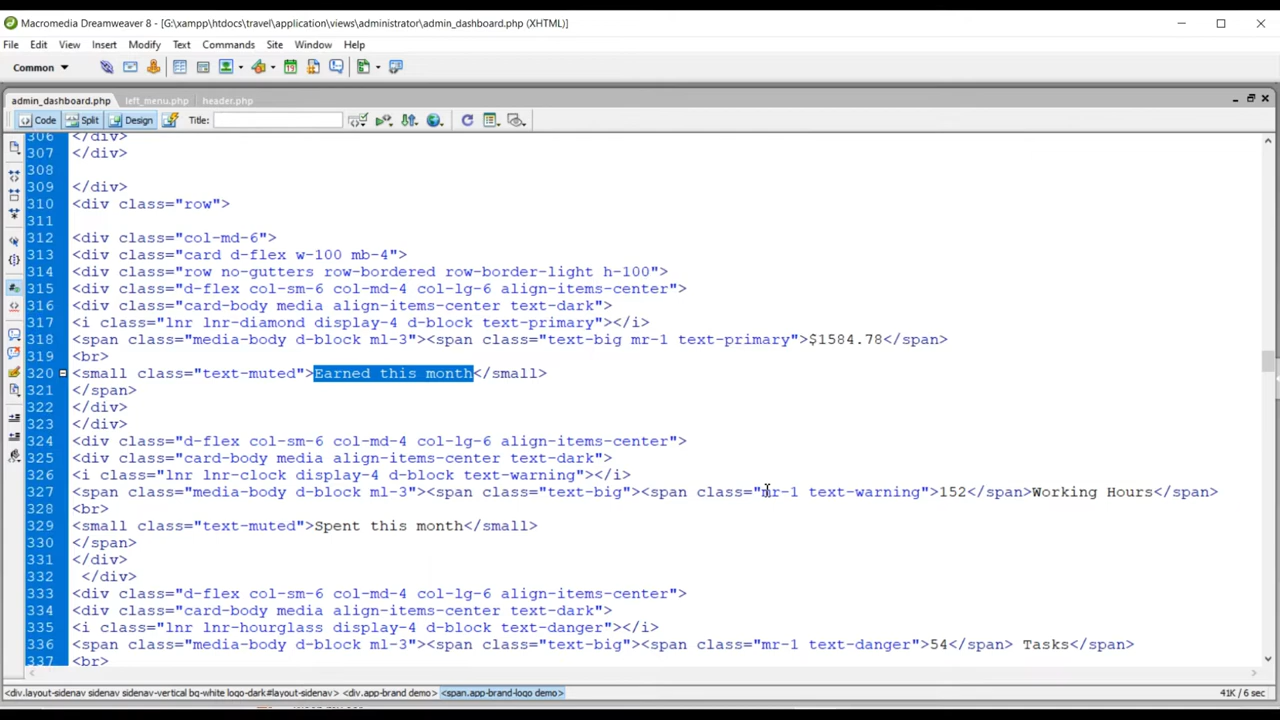 Macromedia Dreamweaver 8 - [G:\xampp\htdocs\travel\application\views\administrator\admin_dashboard.php (XHTML)]
File Edit View Insert Modify Text Commands Site Window Help
Common
admin_dashboard.php left_menu.php header.php
Code Split Design Title:
306 </div>
307 </div>
308
309 </div>
310 <div class="row">
311
312 <div class="col-md-6">
313 <div class="card d-flex w-100 mb-4">
314 <div class="row no-gutters row-bordered row-border-light h-100">
315 <div class="d-flex col-sm-6 col-md-4 col-lg-6 align-items-center">
316 <div class="card-body media align-items-center text-dark">
317 <i class="lnr lnr-diamond display-4 d-block text-primary"></i>
318 <span class="media-body d-block ml-3"><span class="text-big mr-1 text-primary">$1584.78</span>
319 <br>
320 <small class="text-muted">Earned this month</small>
321 </span>
322 </div>
323 </div>
324 <div class="d-flex col-sm-6 col-md-4 col-lg-6 align-items-center">
325 <div class="card-body media align-items-center text-dark">
326 <i class="lnr lnr-clock display-4 d-block text-warning"></i>
327 <span class="media-body d-block ml-3"><span class="text-big"><span class="mr-1 text-warning">152</span>Working Hours</span>
328 <br>
329 <small class="text-muted">Spent this month</small>
330 </span>
331 </div>
332 </div>
333 <div class="d-flex col-sm-6 col-md-4 col-lg-6 align-items-center">
334 <div class="card-body media align-items-center text-dark">
335 <i class="lnr lnr-hourglass display-4 d-block text-danger"></i>
336 <span class="media-body d-block ml-3"><span class="text-big"><span class="mr-1 text-danger">54</span> Tasks</span>
337 <br>
<div.layout-sidenav sidenav sidenav-vertical bg-white logo-dark#layout-sidenav> <div.app-brand demo> <span.app-brand-logo demo> 41K / 6 sec